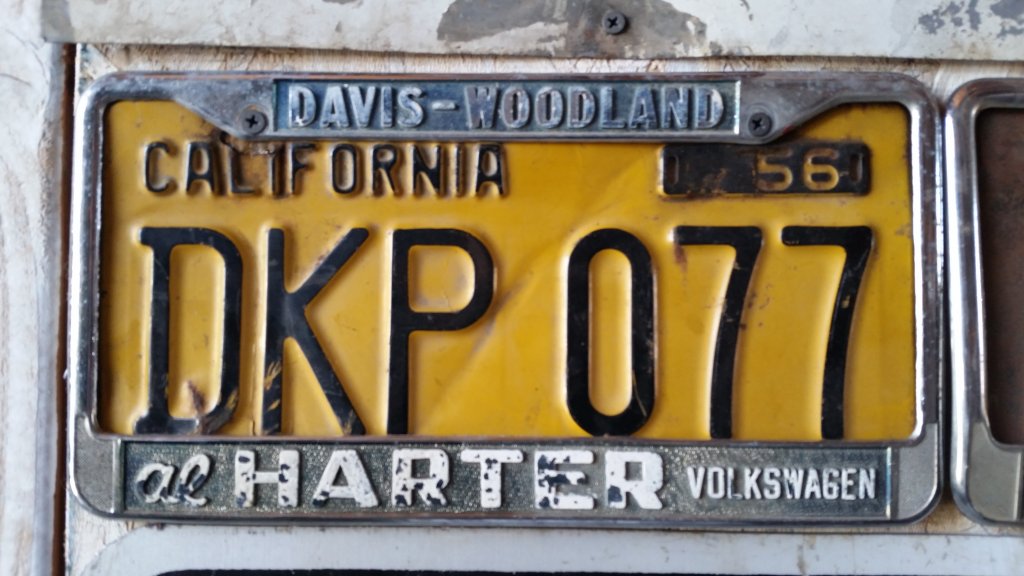 DAVIS-WOODLAND
CALIFORNIA 56
DKP 077
al HARTER VOLKSWAGEN